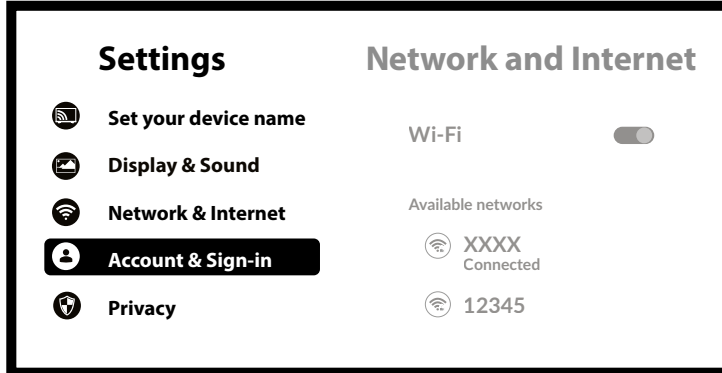 Settings
Set your device name
Display & Sound
Network & Internet
Account & Sign-in
Privacy
Network and Internet
Wi-Fi
Available networks
XXXX
Connected
12345